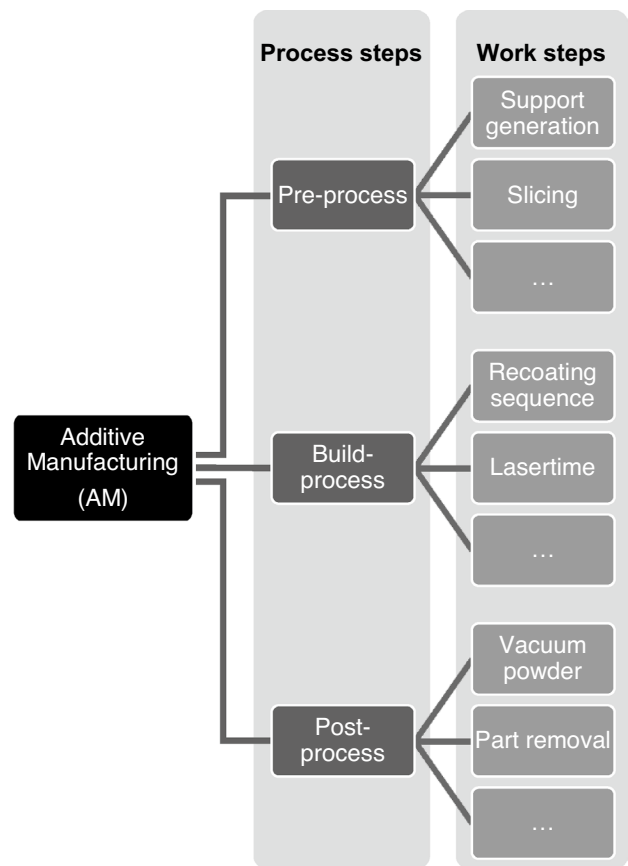 Process steps
Work steps
Support
generation
Pre-process
Slicing
…
Recoating
sequence
Additive
Manufacturing
(AM)
Build-
process
Lasertime
…
Vacuum
powder
Post-
process
Part removal
…